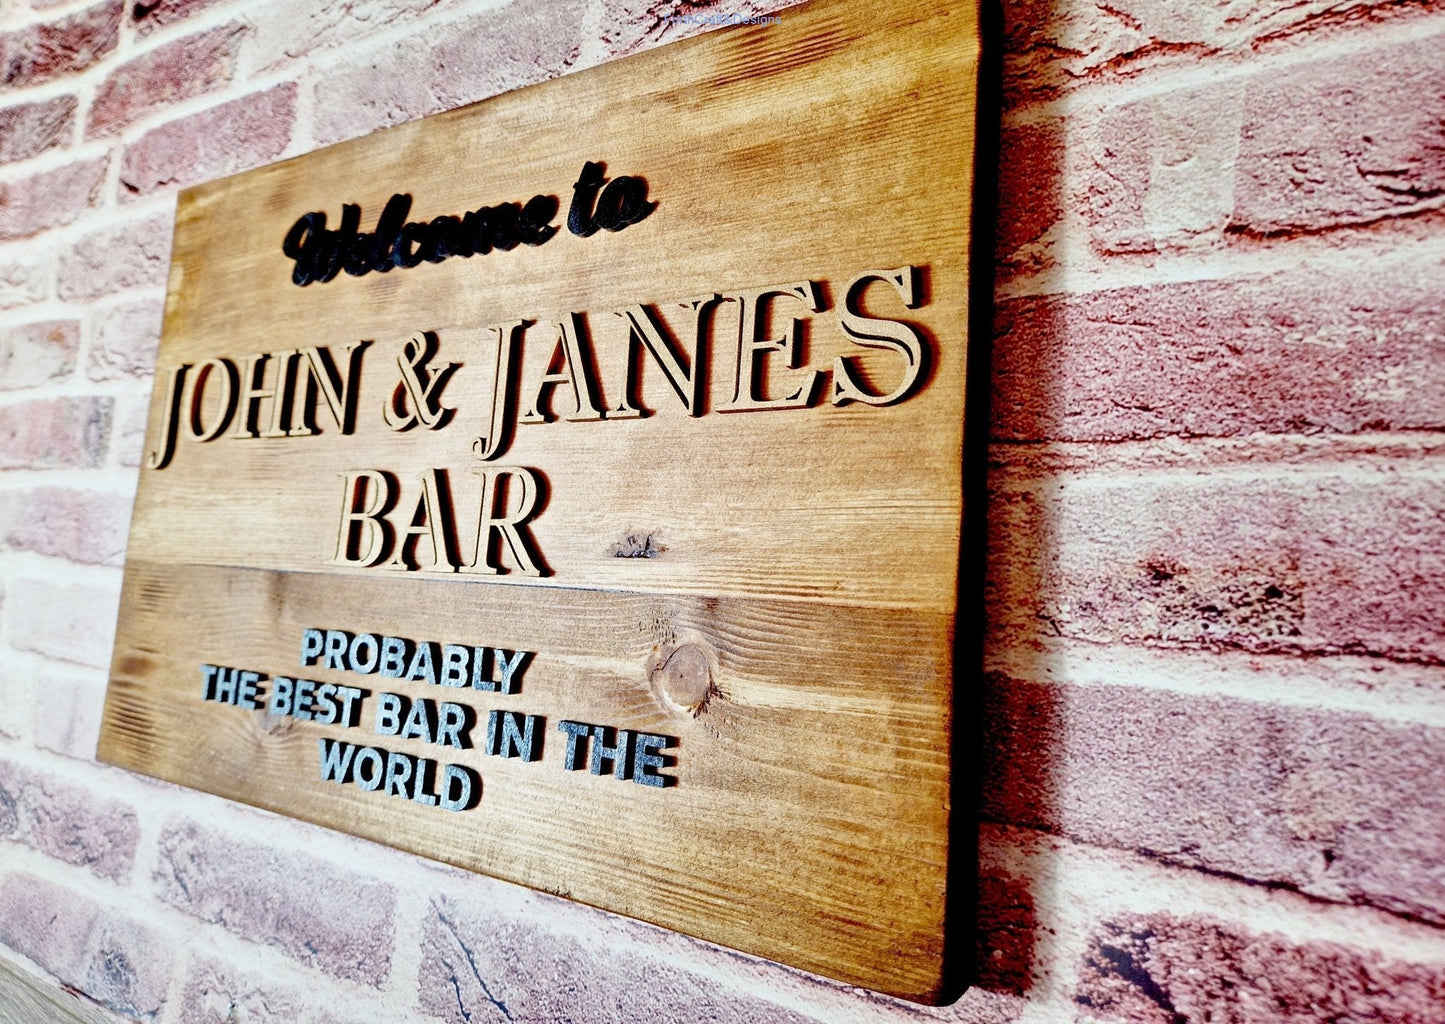 Welcome to
JOHN & JANES
BAR
PROBABLY
THE BEST BAR IN THE
WORLD